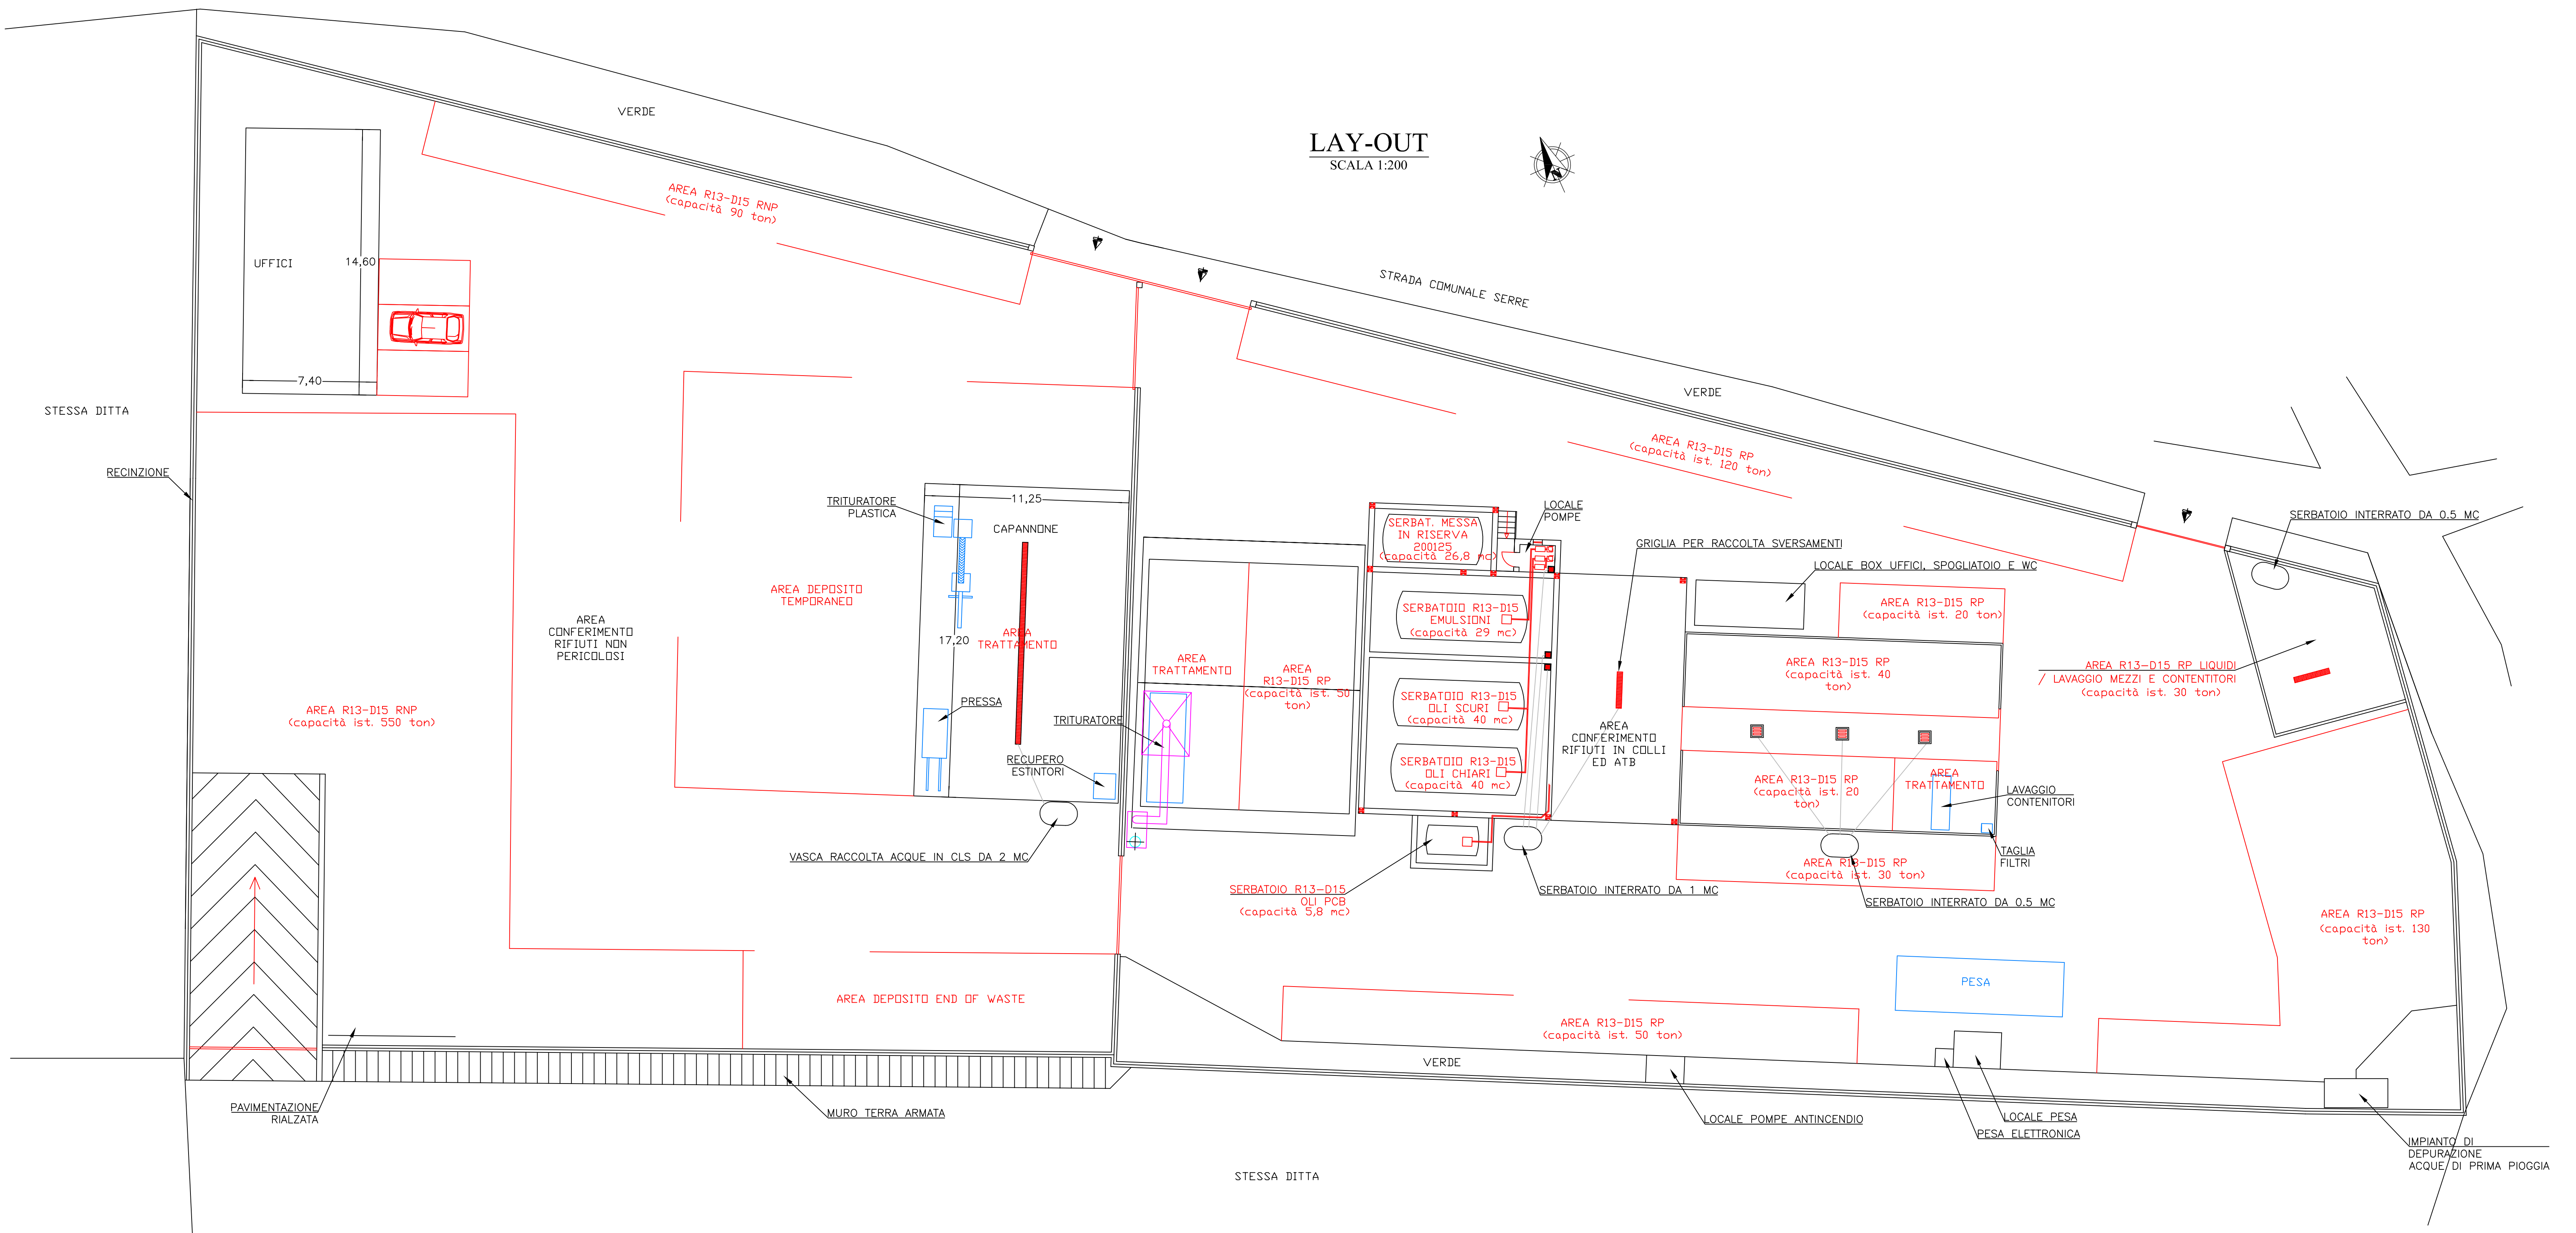 LAY-OUT
SCALA 1:200
VERDE
AREA R13-D15 RNP
(capacità 90 ton)
UFFICI
14,60
7,40
STESSA DITTA
RECINZIONE
STRADA COMUNALE SERRE
VERDE
AREA R13-D15 RP
(capacità ist. 120 ton)
TRITURATORE
PLASTICA
11,25
CAPANNONE
17,20
AREA
TRATTAMENTO
AREA DEPOSITO
TEMPORANEO
AREA
CONFERIMENTO
RIFIUTI NON
PERICOLOSI
AREA R13-D15 RNP
(capacità ist. 550 ton)
PRESSA
RECUPERO
ESTINTORI
TRITURATORE
AREA
TRATTAMENTO
AREA
R13-D15 RP
(capacità ist. 50
ton)
VASCA RACCOLTA ACQUE IN CLS DA 2 MC
SERBAT. MESSA
IN RISERVA
200125
(capacità 26,8 mc)
LOCALE
POMPE
SERBATOIO R13-D15
EMULSIONI
(capacità 29 mc)
SERBATOIO R13-D15
OLI SCURI
(capacità 40 mc)
SERBATOIO R13-D15
OLI CHIARI
(capacità 40 mc)
SERBATOIO R13-D15
OLI PCB
(capacità 5,8 mc)
SERBATOIO INTERRATO DA 1 MC
GRIGLIA PER RACCOLTA SVERSAMENTI
AREA
CONFERIMENTO
RIFIUTI IN COLLI
ED ATB
LOCALE BOX UFFICI, SPOGLIATOIO E WC
AREA R13-D15 RP
(capacità ist. 20 ton)
AREA R13-D15 RP
(capacità ist. 40
ton)
AREA R13-D15 RP
(capacità ist. 20
ton)
AREA
TRATTAMENTO
LAVAGGIO
CONTENITORI
TAGLIA
FILTRI
AREA R13-D15 RP
(capacità ist. 30 ton)
SERBATOIO INTERRATO DA 0.5 MC
SERBATOIO INTERRATO DA 0.5 MC
AREA R13-D15 RP LIQUIDI
/ LAVAGGIO MEZZI E CONTENITORI
(capacità ist. 30 ton)
AREA R13-D15 RP
(capacità ist. 130
ton)
PESA
AREA DEPOSITO END OF WASTE
AREA R13-D15 RP
(capacità ist. 50 ton)
VERDE
PAVIMENTAZIONE
RIALZATA
MURO TERRA ARMATA
LOCALE POMPE ANTINCENDIO
LOCALE PESA
PESA ELETTRONICA
IMPIANTO DI
DEPURAZIONE
ACQUE DI PRIMA PIOGGIA
STESSA DITTA